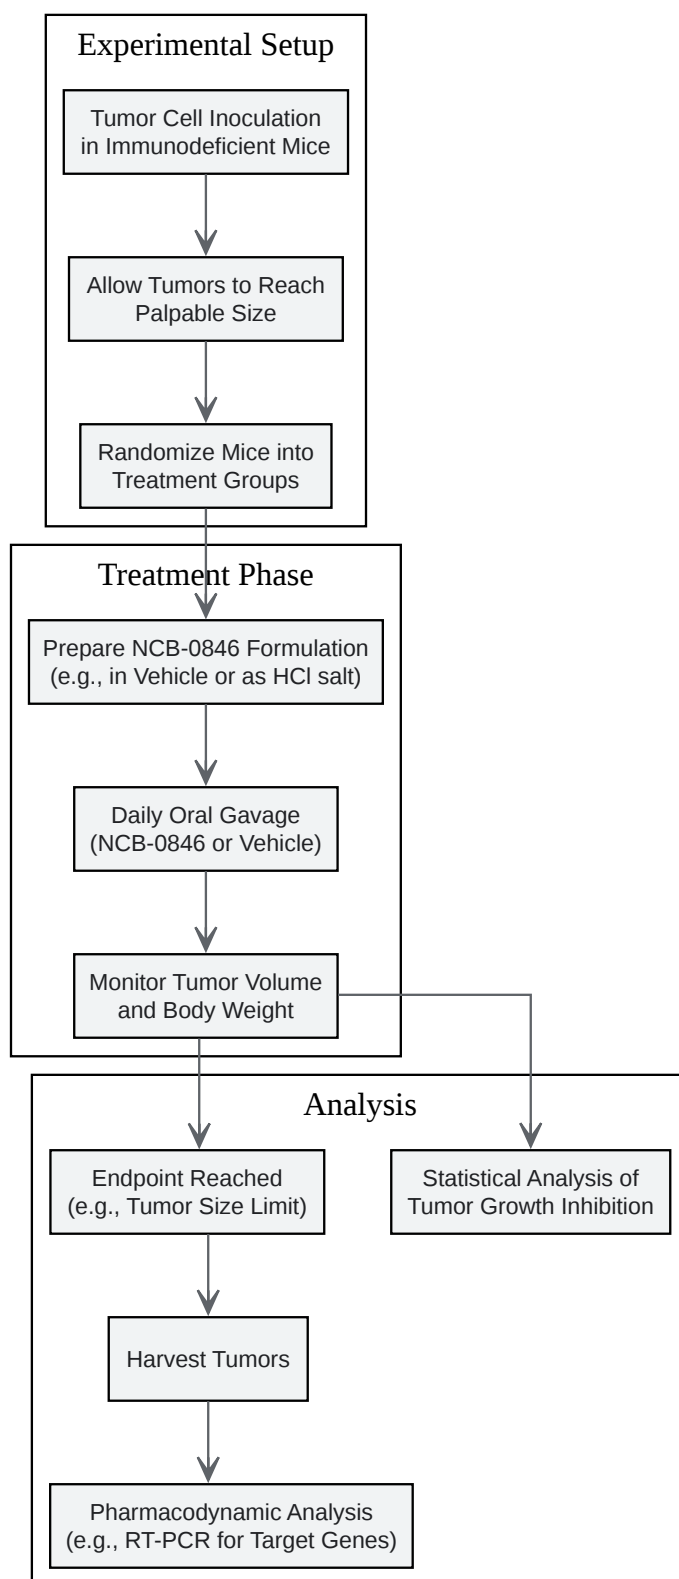 Experimental Setup
Tumor Cell Inoculation
in Immunodeficient Mice
Allow Tumors to Reach
Palpable Size
Randomize Mice into
Treatment Groups
Treatment Phase
Prepare NCB-0846 Formulation
(e.g., in Vehicle or as HCl salt)
Daily Oral Gavage
(NCB-0846 or Vehicle)
Monitor Tumor Volume
and Body Weight
Analysis
Endpoint Reached
(e.g., Tumor Size Limit)
Statistical Analysis of
Tumor Growth Inhibition
Harvest Tumors
Pharmacodynamic Analysis
(e.g., RT-PCR for Target Genes)